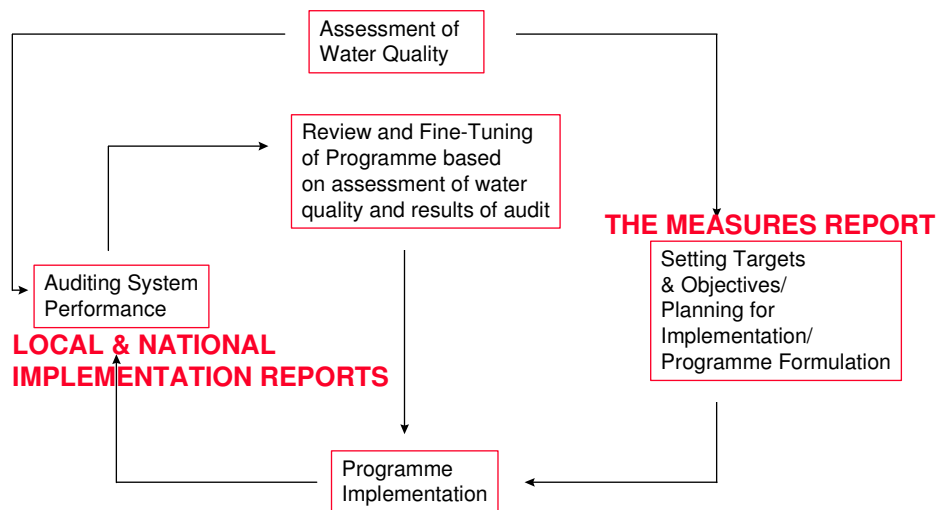 Assessment of
Water Quality
Review and Fine-Tuning
of Programme based
on assessment of water
quality and results of audit
THE MEASURES REPORT
Setting Targets
& Objectives/
Planning for
Implementation/
Programme Formulation
Auditing System
Performance
LOCAL & NATIONAL
IMPLEMENTATION REPORTS
Programme
Implementation